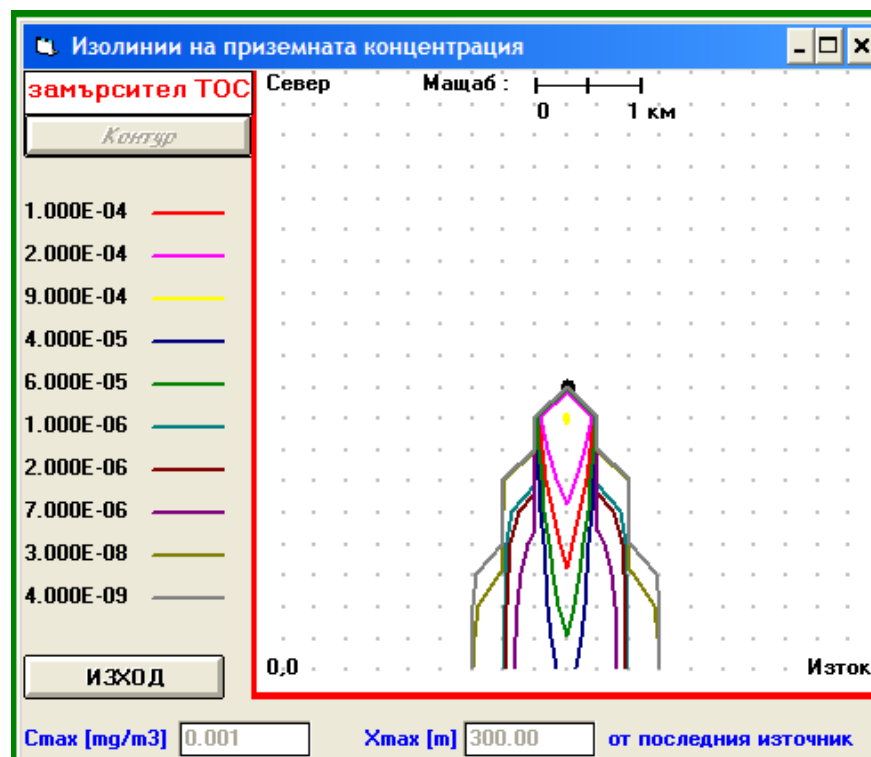 Изолинии на приземната концентрация
замърсител ТОС
Север
Мащаб :
0 1 км
Контур
1.000E-04
2.000E-04
9.000E-04
4.000E-05
6.000E-05
1.000E-06
2.000E-06
7.000E-06
3.000E-08
4.000E-09
ИЗХОД
0,0
Изток
Cmax [mg/m3] 0.001 Xmax [m] 300.00 от последния източник